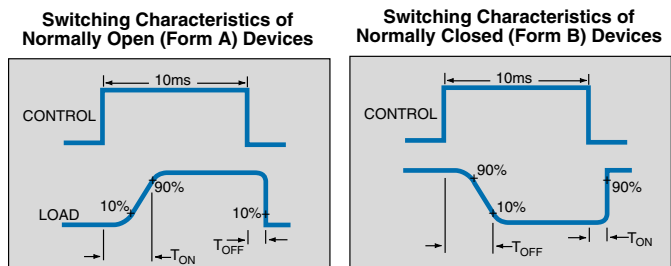 Switching Characteristics of
Normally Open (Form A) Devices
10ms
CONTROL
90%
10%
LOAD
10%
TON
TOFF
Switching Characteristics of
Normally Closed (Form B) Devices
10ms
CONTROL
90%
90%
10%
TOFF
TON